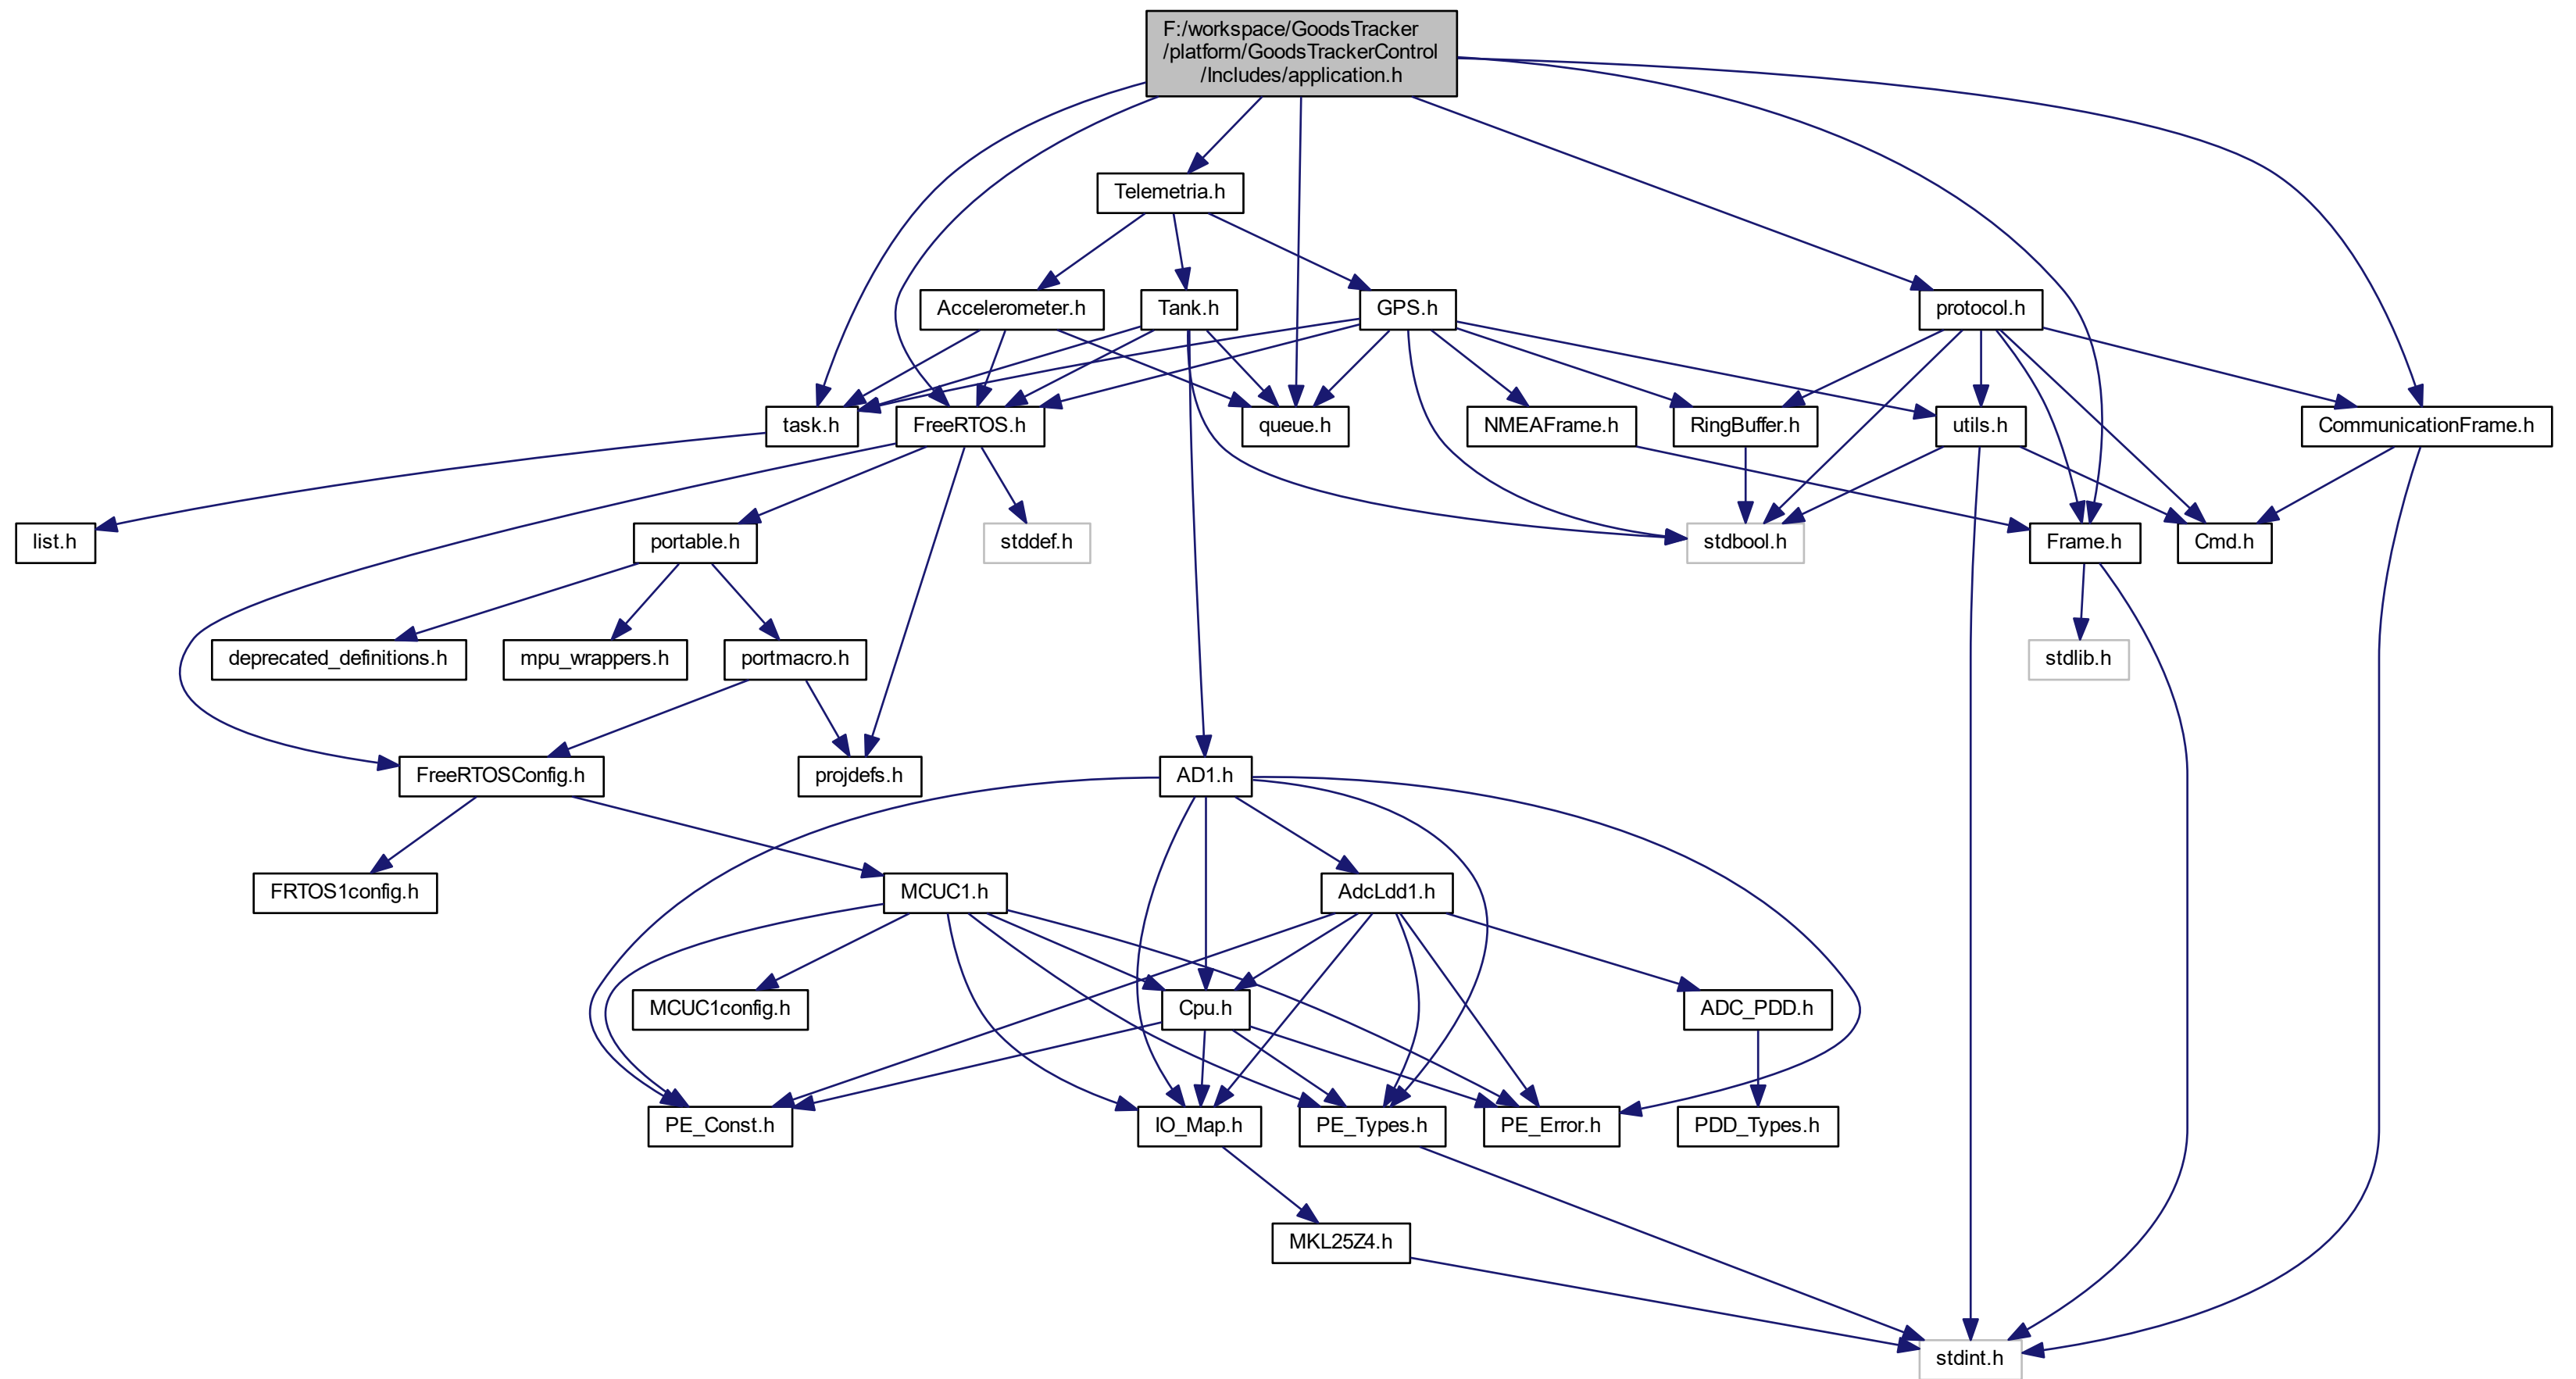 F:/workspace/GoodsTracker
/platform/GoodsTrackerControl
/Includes/application.h
Telemetria.h
Accelerometer.h
Tank.h
GPS.h
protocol.h
task.h
FreeRTOS.h
queue.h
NMEAFrame.h
RingBuffer.h
utils.h
CommunicationFrame.h
list.h
portable.h
stddef.h
stdbool.h
Frame.h
Cmd.h
deprecated_definitions.h
mpu_wrappers.h
portmacro.h
stdlib.h
FreeRTOSConfig.h
projdefs.h
AD1.h
FRTOS1config.h
MCUC1.h
AdcLdd1.h
MCUC1config.h
Cpu.h
ADC_PDD.h
PE_Const.h
IO_Map.h
PE_Types.h
PE_Error.h
PDD_Types.h
MKL25Z4.h
stdint.h